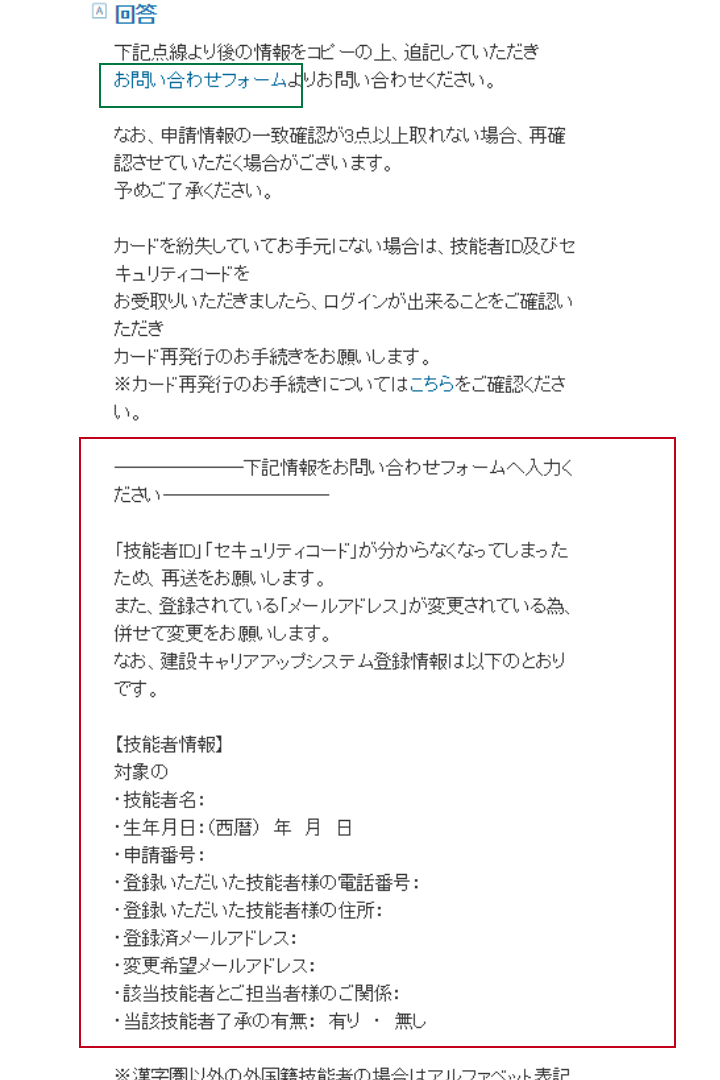 A 回答
下記点線より後の情報をコピーの上、追記していただき
お問い合わせフォームよりお問い合わせください。
なお、申請情報の一致確認が3点以上取れない場合、再確
認させていただく場合がございます。
予めご了承ください。
カードを紛失していてお手元にない場合は、技能者ID及びセ
キュリティコードを
お受取りいただきましたら、ログインが出来ることをご確認い
ただき
カード再発行のお手続きをお願いします。
※カード再発行のお手続きについてはこちらをご確認くださ
い。
―――――――下記情報をお問い合わせフォームへ入力く
ださい―――――――――
「技能者ID」「セキュリティコード」が分からなくなってしまった
ため、再送をお願いします。
また、登録されている「メールアドレス」が変更されている為、
併せて変更をお願いします。
なお、建設キャリアアップシステム登録情報は以下のとおり
です。
【技能者情報】
対象の
・技能者名:
・生年月日:(西暦) 年 月 日
・申請番号:
・登録いただいた技能者様の電話番号:
・登録いただいた技能者様の住所:
・登録済メールアドレス:
・変更希望メールアドレス:
・該当技能者とご担当者様のご関係:
・当該技能者了承の有無: 有り ・ 無し
※漢字圏以外の外国籍技能者の場合はアルファベット表記